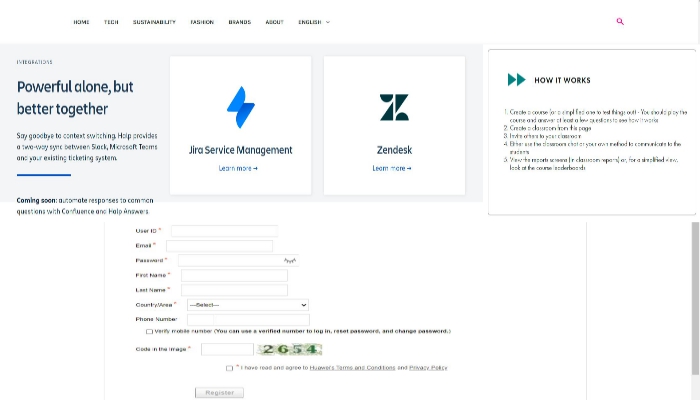 HOME TECH SUSTAINABILITY FASHION BRANDS ABOUT ENGLISH
INTEGRATIONS
Powerful alone, but
better together
Say goodbye to context switching. Halp provides
a two-way sync between Slack, Microsoft Teams
and your existing ticketing system.
Coming soon: automate responses to common
questions with Confluence and Halp Answers.
Jira Service Management
Learn more →
Zendesk
Learn more →
HOW IT WORKS
1. Create a course (or a simplified one to test things out) - You should play the
course and answer at least a few questions to see how it works
2. Create a classroom from this page
3. Invite others to your classroom
4. Either use the classroom chat or your own method to communicate to the
students
5. View the reports screen (in classroom reports) or, for a simplified view,
look at the course leaderboards
User ID *
Email *
Password *
First Name *
Last Name *
Country/Area * ---Select---
Phone Number
Verify mobile number (You can use a verified number to log in, reset password, and change password.)
Code in the image * 2654
* I have read and agree to Huawei's Terms and Conditions and Privacy Policy
Register